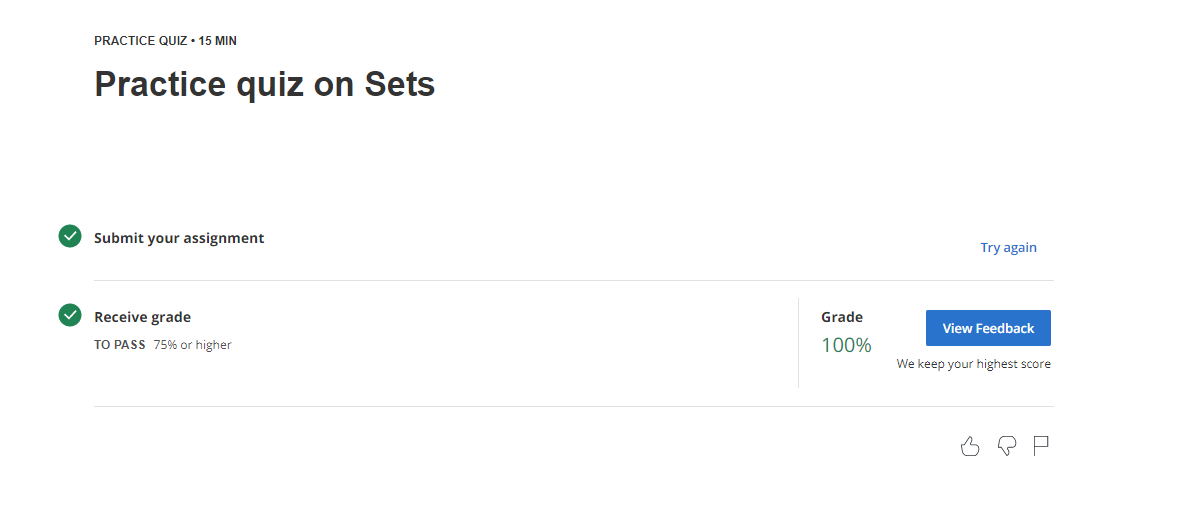 PRACTICE QUIZ • 15 MIN
Practice quiz on Sets
Submit your assignment
Try again
Receive grade
TO PASS 75% or higher
Grade
100%
View Feedback
We keep your highest score